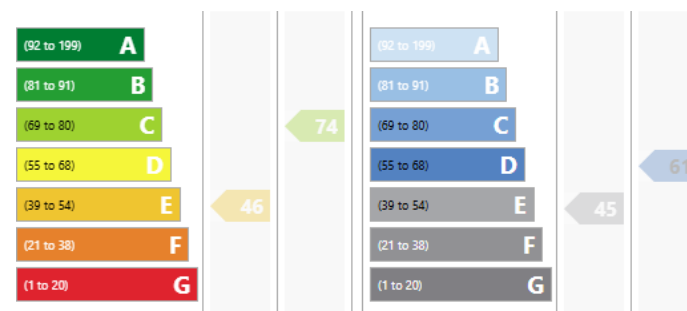 (92 to 199) A
(81 to 91) B
(69 to 80) C
74
(55 to 68) D
(39 to 54) E
46
(21 to 38) F
(1 to 20) G
(92 to 199) A
(81 to 91) B
(69 to 80) C
(55 to 68) D
61
(39 to 54) E
45
(21 to 38) F
(1 to 20) G